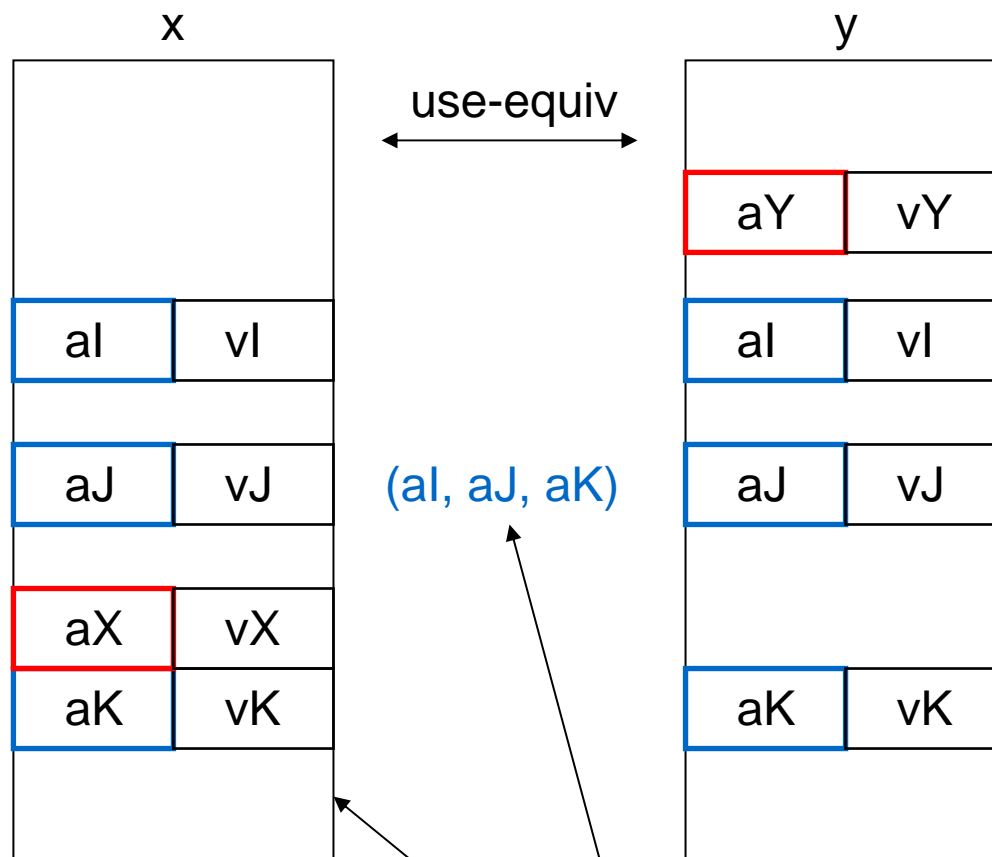 x y
use-equiv
aY vY
aI vI aI vI
aJ vJ (aI, aJ, aK) aJ vJ
aX vX
aK vK aK vK